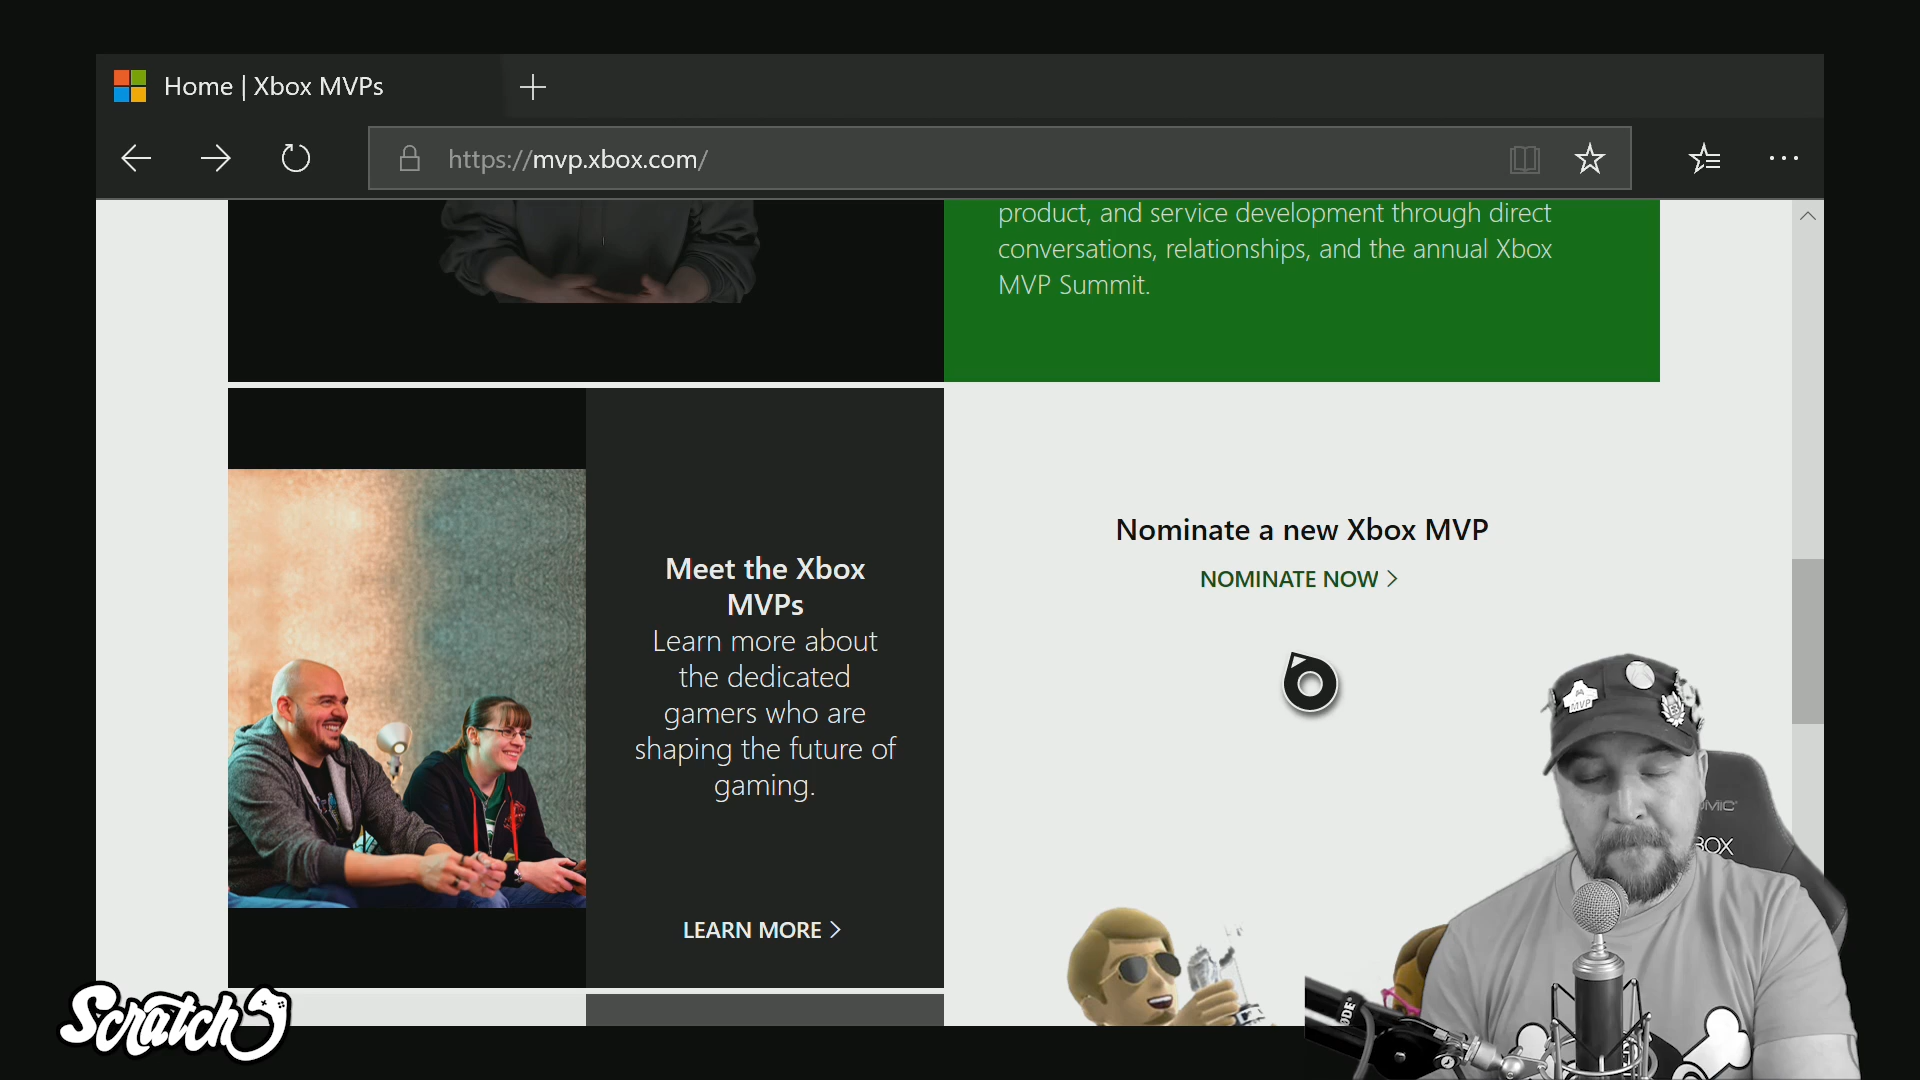 Home | Xbox MVPs
https://mvp.xbox.com/
product, and service development through direct
conversations, relationships, and the annual Xbox
MVP Summit.
Meet the Xbox
MVPs
Learn more about
the dedicated
gamers who are
shaping the future of
gaming.
LEARN MORE
Nominate a new Xbox MVP
NOMINATE NOW
MVP
Scratch